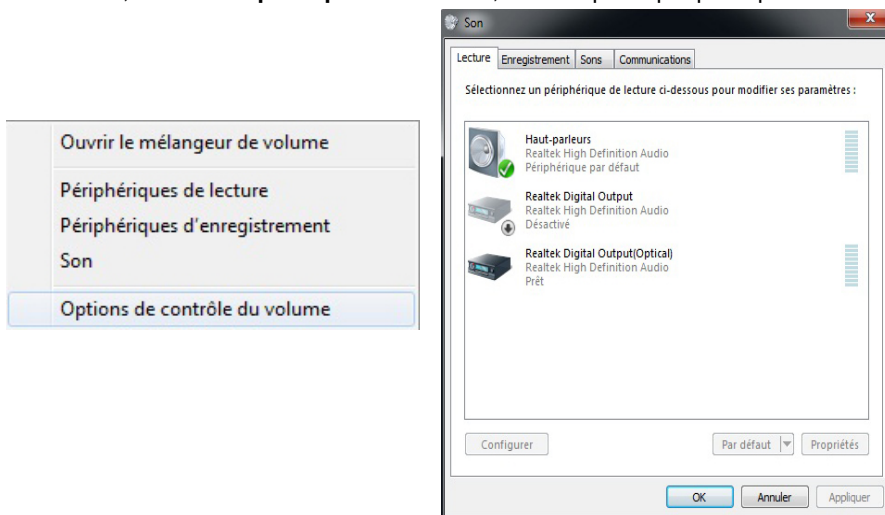 Ouvrir le mélangeur de volume
Périphériques de lecture
Périphériques d'enregistrement
Son
Options de contrôle du volume
Son
Lecture Enregistrement Sons Communications
Sélectionnez un périphérique de lecture ci-dessous pour modifier ses paramètres :
Haut-parleurs
Realtek High Definition Audio
Périphérique par défaut
Realtek Digital Output
Realtek High Definition Audio
Désactivé
Realtek Digital Output(Optical)
Realtek High Definition Audio
Prêt
Configurer Par défaut Propriétés
OK Annuler Appliquer